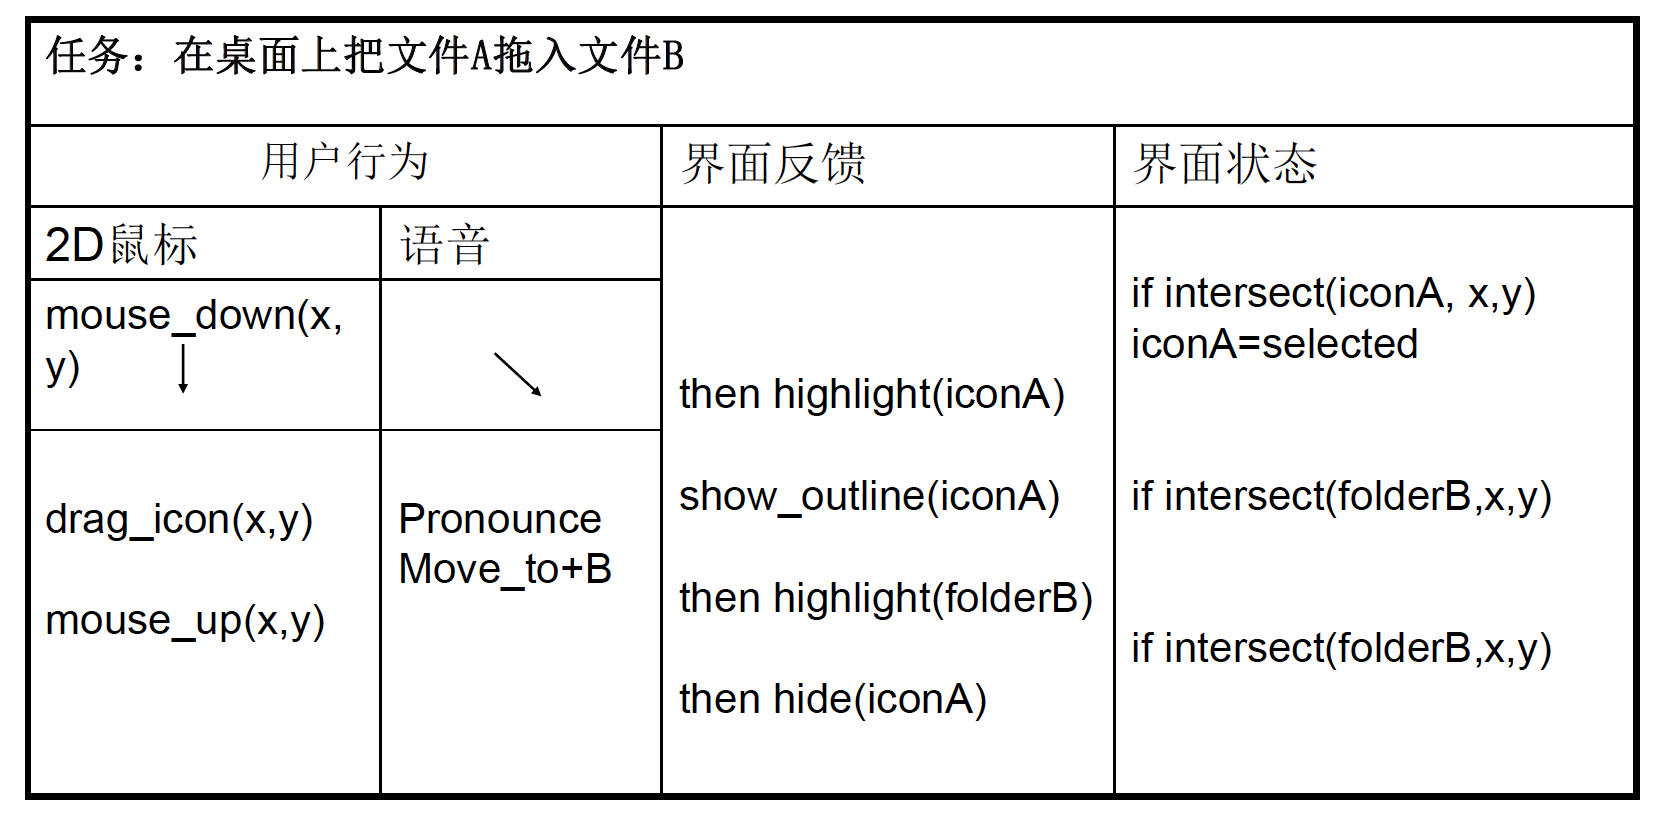 任务：在桌面上把文件A拖入文件B
用户行为
界面反馈
界面状态
2D鼠标
语音
mouse_down(x,
y)
drag_icon(x,y)
mouse_up(x,y)
Pronounce
Move_to+B
then highlight(iconA)
show_outline(iconA)
then highlight(folderB)
then hide(iconA)
if intersect(iconA, x,y)
iconA=selected
if intersect(folderB,x,y)
if intersect(folderB,x,y)